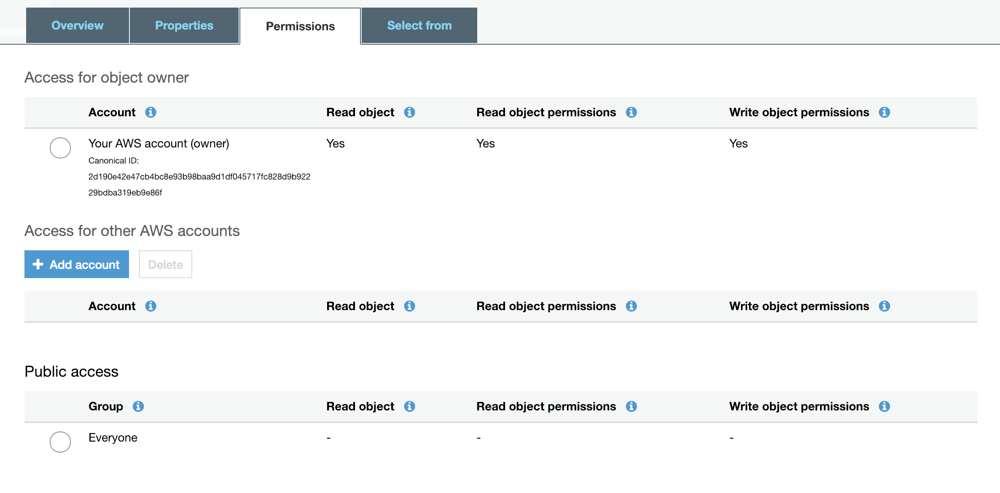 Overview Properties Permissions Select from
Access for object owner
Account Read object Read object permissions Write object permissions
Your AWS account (owner) Yes Yes Yes
Canonical ID:
2d190e42e47cb4bc8e93b98baa9d1df045717fc828d9b922
29bdba319eb9e86f
Access for other AWS accounts
+ Add account Delete
Account Read object Read object permissions Write object permissions
Public access
Group Read object Read object permissions Write object permissions
Everyone - - -